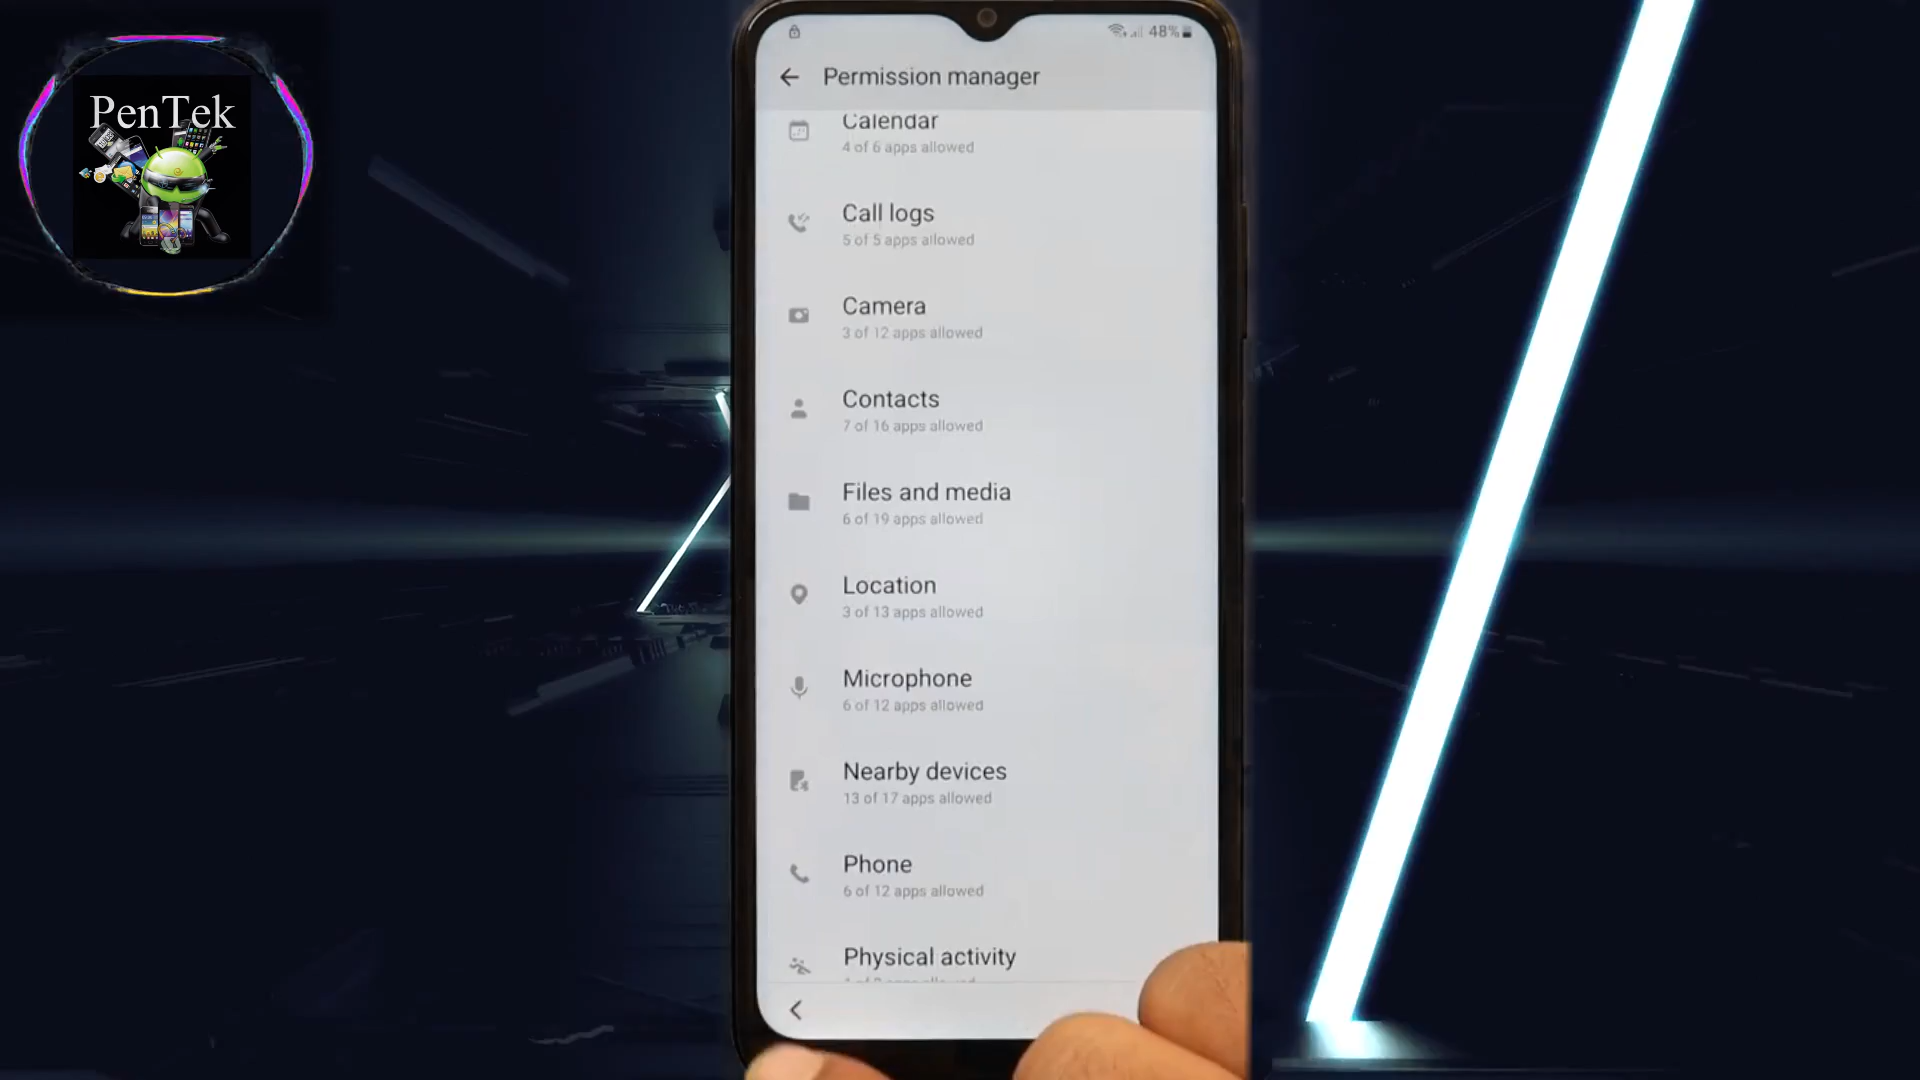 PenTek
48%
Permission manager
Calendar
4 of 6 apps allowed
Call logs
5 of 5 apps allowed
Camera
3 of 12 apps allowed
Contacts
7 of 16 apps allowed
Files and media
6 of 19 apps allowed
Location
3 of 13 apps allowed
Microphone
6 of 12 apps allowed
Nearby devices
13 of 17 apps allowed
Phone
6 of 12 apps allowed
Physical activity